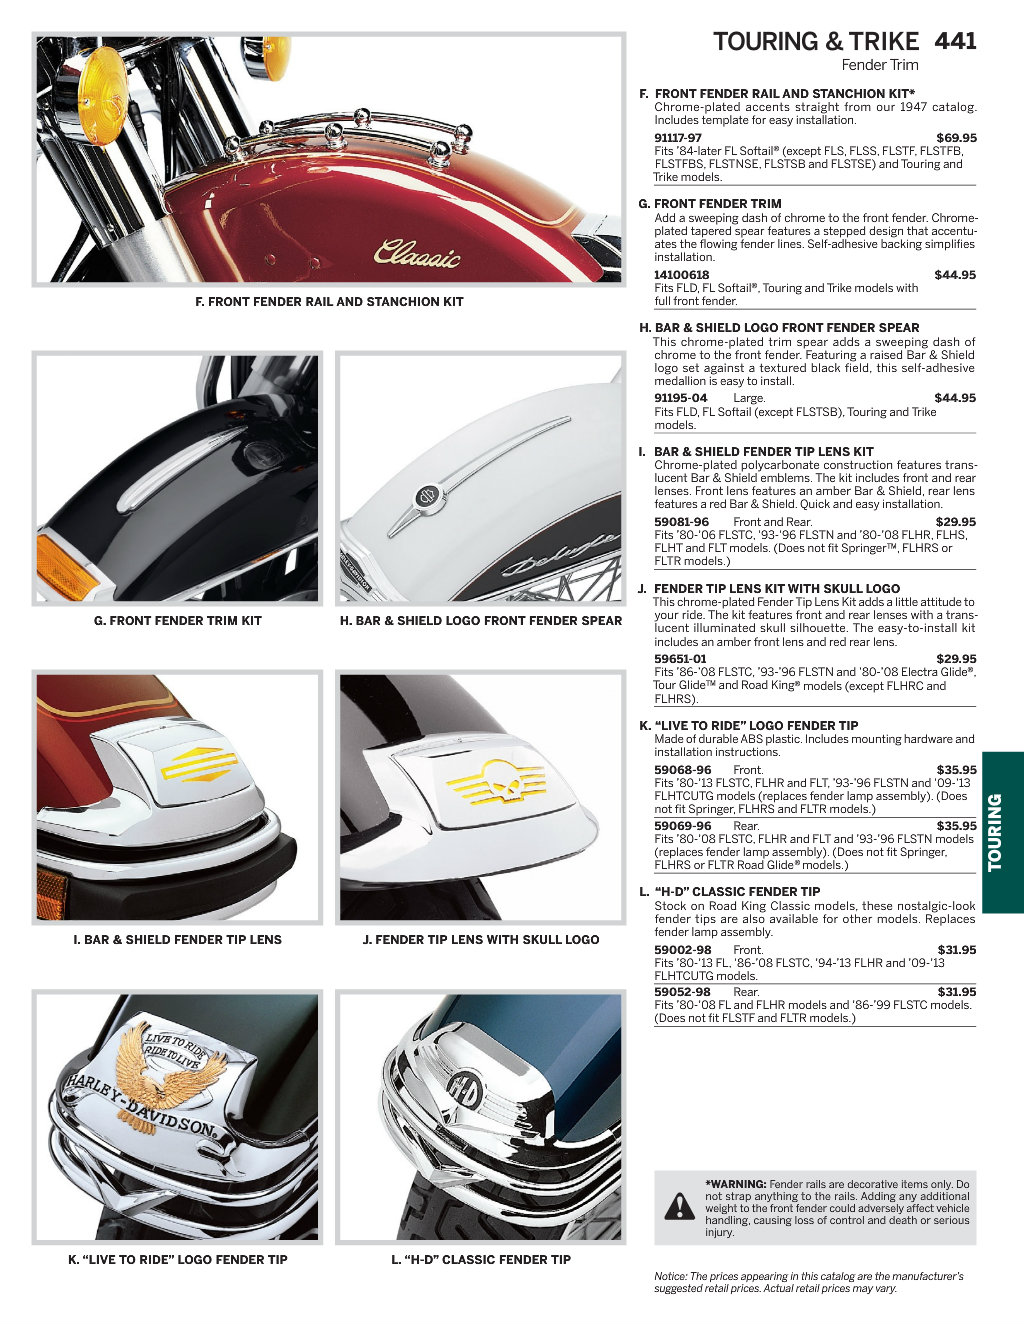 TOURING & TRIKE 441
Fender Trim
Classic
F. FRONT FENDER RAIL AND STANCHION KIT
G. FRONT FENDER TRIM KIT
Deluxe
H. BAR & SHIELD LOGO FRONT FENDER SPEAR
I. BAR & SHIELD FENDER TIP LENS
J. FENDER TIP LENS WITH SKULL LOGO
LIVE TO RIDE
RIDE TO LIVE
HARLEY-DAVIDSON®
K. “LIVE TO RIDE” LOGO FENDER TIP
H-D
L. “H-D” CLASSIC FENDER TIP
F. FRONT FENDER RAIL AND STANCHION KIT*
Chrome-plated accents straight from our 1947 catalog.
Includes template for easy installation.
91117-97 $69.95
Fits ’84-later FL Softail® (except FLS, FLSS, FLSTF, FLSTFB,
FLSTFBS, FLSTNSE, FLSTSB and FLSTSE) and Touring and
Trike models.
G. FRONT FENDER TRIM
Add a sweeping dash of chrome to the front fender. Chrome-
plated tapered spear features a stepped design that accentu-
ates the flowing fender lines. Self-adhesive backing simplifies
installation.
14100618 $44.95
Fits FLD, FL Softail®, Touring and Trike models with
full front fender.
H. BAR & SHIELD LOGO FRONT FENDER SPEAR
This chrome-plated trim spear adds a sweeping dash of
chrome to the front fender. Featuring a raised Bar & Shield
logo set against a textured black field, this self-adhesive
medallion is easy to install.
91195-04 Large. $44.95
Fits FLD, FL Softail (except FLSTSB), Touring and Trike
models.
I. BAR & SHIELD FENDER TIP LENS KIT
Chrome-plated polycarbonate construction features trans-
lucent Bar & Shield emblems. The kit includes front and rear
lenses. Front lens features an amber Bar & Shield, rear lens
features a red Bar & Shield. Quick and easy installation.
59081-96 Front and Rear. $29.95
Fits ’80-’06 FLSTC, ’93-’96 FLSTN and ’80-’08 FLHR, FLHS,
FLHT and FLT models. (Does not fit Springer™, FLHRS or
FLTR models.)
J. FENDER TIP LENS KIT WITH SKULL LOGO
This chrome-plated Fender Tip Lens Kit adds a little attitude to
your ride. The kit features front and rear lenses with a trans-
lucent illuminated skull silhouette. The easy-to-install kit
includes an amber front lens and red rear lens.
59651-01 $29.95
Fits ’86-’08 FLSTC, ’93-’96 FLSTN and ’80-’08 Electra Glide®,
Tour Glide™ and Road King® models (except FLHRC and
FLHRS).
K. “LIVE TO RIDE” LOGO FENDER TIP
Made of durable ABS plastic. Includes mounting hardware and
installation instructions.
59068-96 Front. $35.95
Fits ’80-’13 FLSTC, FLHR and FLT, ’93-’96 FLSTN and ’09-’13
FLHTCUTG models (replaces fender lamp assembly). (Does
not fit Springer, FLHRS and FLTR models.)
59069-96 Rear. $35.95
Fits ’80-’08 FLSTC, FLHR and FLT and ’93-’96 FLSTN models
(replaces fender lamp assembly). (Does not fit Springer,
FLHRS or FLTR Road Glide® models.)
L. “H-D” CLASSIC FENDER TIP
Stock on Road King Classic models, these nostalgic-look
fender tips are also available for other models. Replaces
fender lamp assembly.
59002-98 Front. $31.95
Fits ’80-’13 FL, ’86-’08 FLSTC, ’94-’13 FLHR and ’09-’13
FLHTCUTG models.
59052-98 Rear. $31.95
Fits ’80-’08 FL and FLHR models and ’86-’99 FLSTC models.
(Does not fit FLSTF and FLTR models.)
TOURING
*WARNING: Fender rails are decorative items only. Do
not strap anything to the rails. Adding any additional
weight to the front fender could adversely affect vehicle
handling, causing loss of control and death or serious
injury.
Notice: The prices appearing in this catalog are the manufacturer’s
suggested retail prices. Actual retail prices may vary.